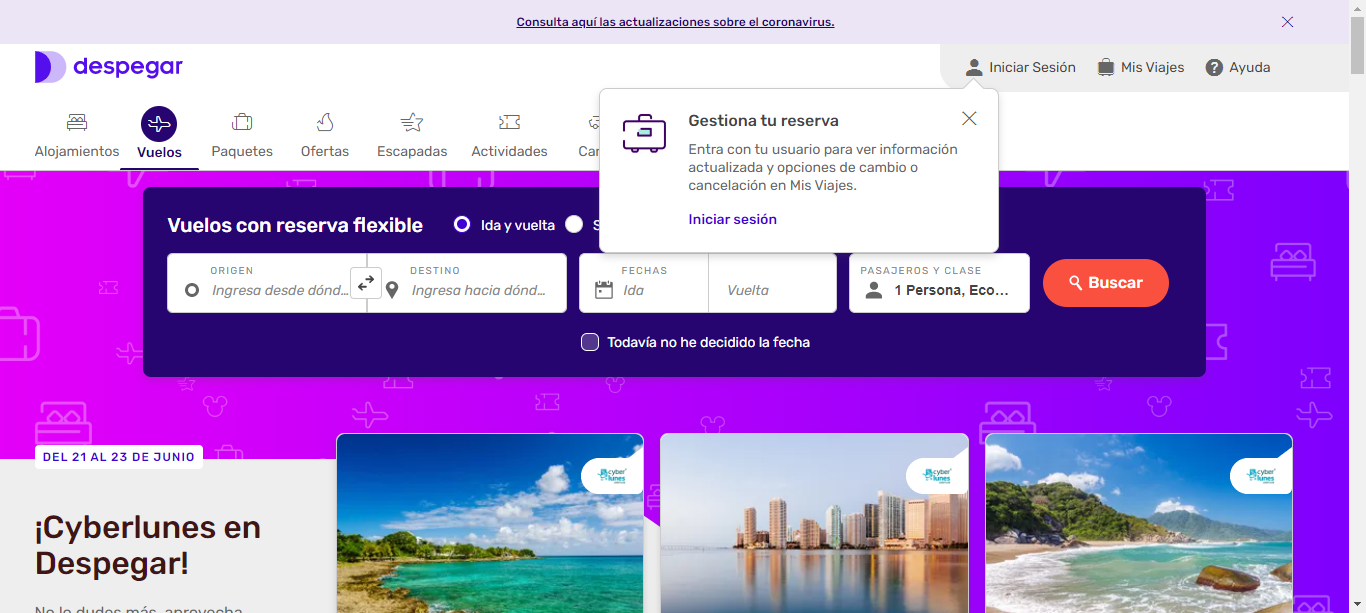 Consulta aquí las actualizaciones sobre el coronavirus.
despegar
Iniciar Sesión
Mis Viajes
Ayuda
Alojamientos
Vuelos
Paquetes
Ofertas
Escapadas
Actividades
Gestiona tu reserva
Entra con tu usuario para ver información
actualizada y opciones de cambio o
cancelación en Mis Viajes.
Iniciar sesión
Vuelos con reserva flexible
Ida y vuelta
ORIGEN
Ingresa desde dónd...
DESTINO
Ingresa hacia dónd...
FECHAS
Ida
Vuelta
PASAJEROS Y CLASE
1 Persona, Eco...
Buscar
Todavía no he decidido la fecha
DEL 21 AL 23 DE JUNIO
¡Cyberlunes en
Despegar!
No lo dudes más, aprovecha
cyber
lunes
cyber
lunes
cyber
lunes